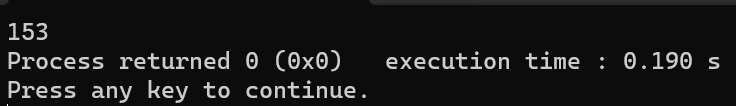 153
Process returned 0 (0x0)   execution time : 0.190 s
Press any key to continue.